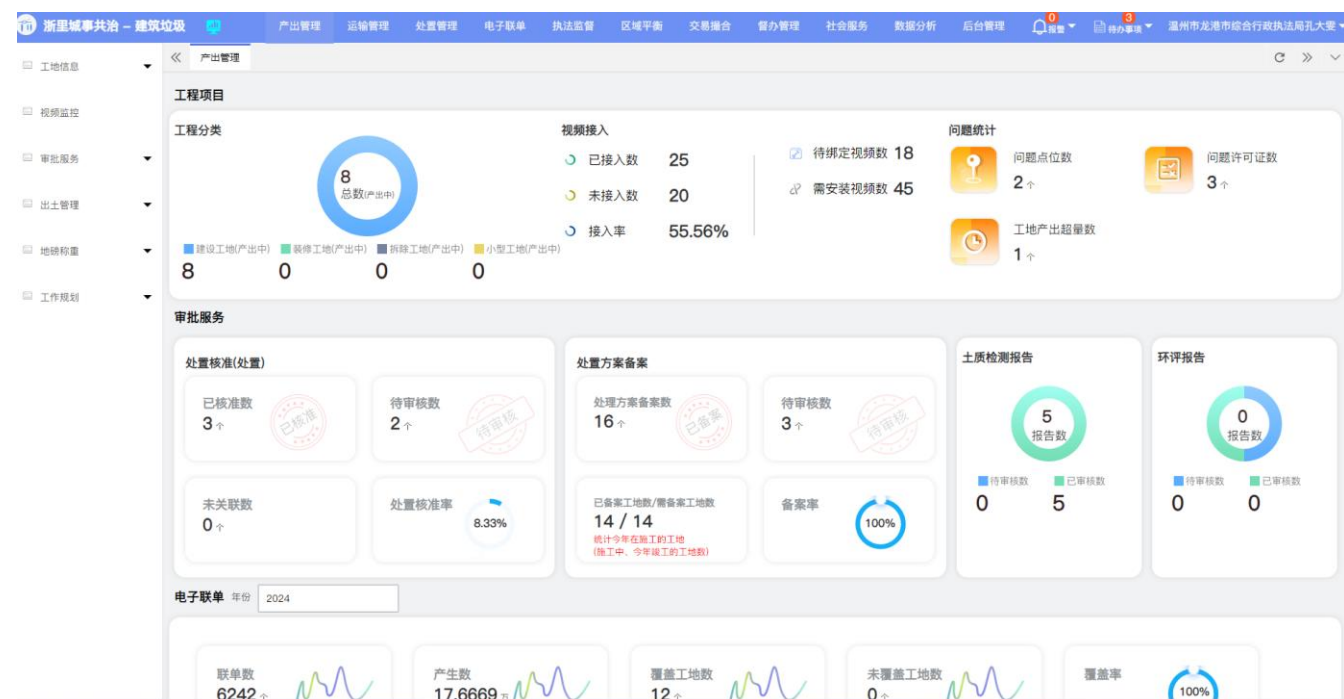 浙里城事共治 – 建筑垃圾
产出管理 运输管理 处置管理 电子联单 执法监督 区域平衡 交易撮合 督办管理 社会服务 数据分析 后台管理 0 报警 3 待办事项 温州市龙港市综合行政执法局孔大雯
工地信息
视频监控
审批服务
出土管理
地磅称重
工作规划
产出管理
工程项目
工程分类
8
总数(产出中)
建设工地(产出中) 装修工地(产出中) 拆除工地(产出中) 小型工地(产出中)
8 0 0 0
视频接入
已接入数 25
未接入数 20
接入率 55.56%
待绑定视频数 18
需安装视频数 45
问题统计
问题点位数
2 个
问题许可证数
3 个
工地产出超量数
1 个
审批服务
处置核准(处置)
已核准数
3 个
已核准
待审核数
2 个
待审核
未关联数
0 个
处置核准率
8.33%
处置方案备案
处理方案备案数
16 个
已备案
待审核数
3 个
待审核
已备案工地数/需备案工地数
14 / 14
统计今年在施工的工地
(施工中、今年竣工的工地数)
备案率
100%
土质检测报告
5
报告数
待审核数 已审核数
0 5
环评报告
0
报告数
待审核数 已审核数
0 0
电子联单 年份 2024
联单数
6242 个
产生数
17.6669 万
覆盖工地数
12 个
未覆盖工地数
0 个
覆盖率
100%